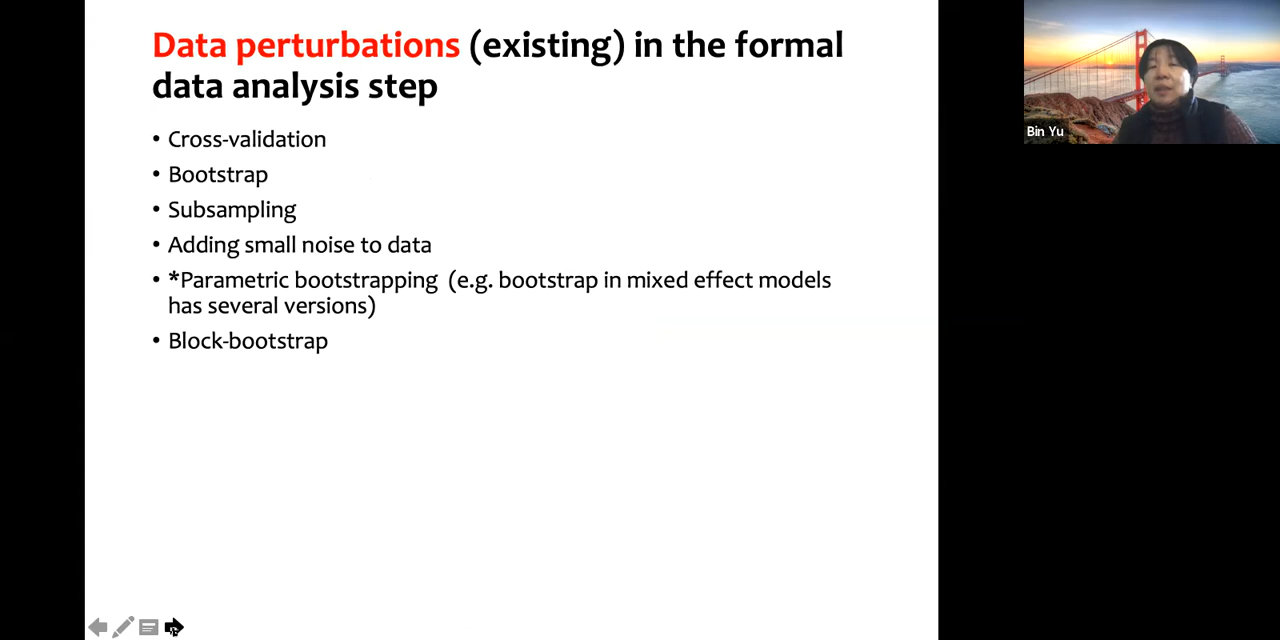 Data perturbations (existing) in the formal
data analysis step
• Cross-validation
• Bootstrap
• Subsampling
• Adding small noise to data
• *Parametric bootstrapping (e.g. bootstrap in mixed effect models
has several versions)
• Block-bootstrap
Bin Yu